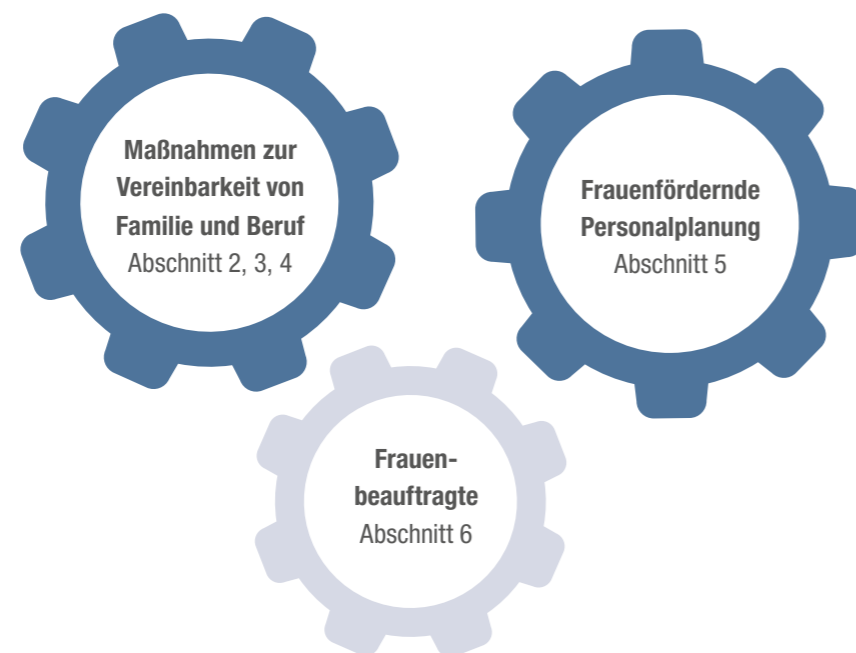 Maßnahmen zur
Vereinbarkeit von
Familie und Beruf
Abschnitt 2, 3, 4
Frauenfördernde
Personalplanung
Abschnitt 5
Frauen-
beauftragte
Abschnitt 6